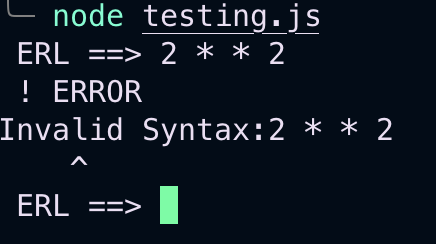 ╰─ node testing.js
ERL ==> 2 * * 2
! ERROR
Invalid Syntax:2 * * 2
^
ERL ==>